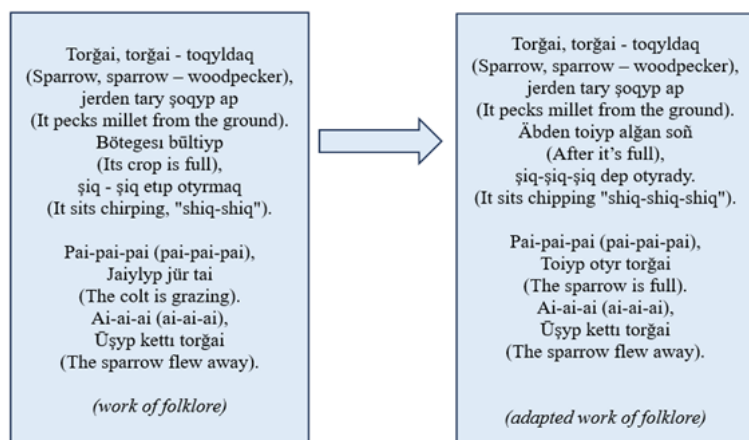 Torğai, torğai - toqyldaq
(Sparrow, sparrow – woodpecker),
jerden tary şoqyp ap
(It pecks millet from the ground).
Bötegesı būltiyp
(Its crop is full),
şiq - şiq etıp otyrmaq
(It sits chirping, "shiq-shiq").
Pai-pai-pai (pai-pai-pai),
Jaiylyp jür tai
(The colt is grazing).
Ai-ai-ai (ai-ai-ai),
Ūşyp kettı torğai
(The sparrow flew away).
(work of folklore)
Torğai, torğai - toqyldaq
(Sparrow, sparrow – woodpecker),
jerden tary şoqyp ap
(It pecks millet from the ground).
Äbden toiyp alğan soñ
(After it's full),
şiq-şiq-şiq dep otyrady.
(It sits chipping "shiq-shiq-shiq").
Pai-pai-pai (pai-pai-pai),
Toiyp otyr torğai
(The sparrow is full).
Ai-ai-ai (ai-ai-ai),
Ūşyp kettı torğai
(The sparrow flew away).
(adapted work of folklore)